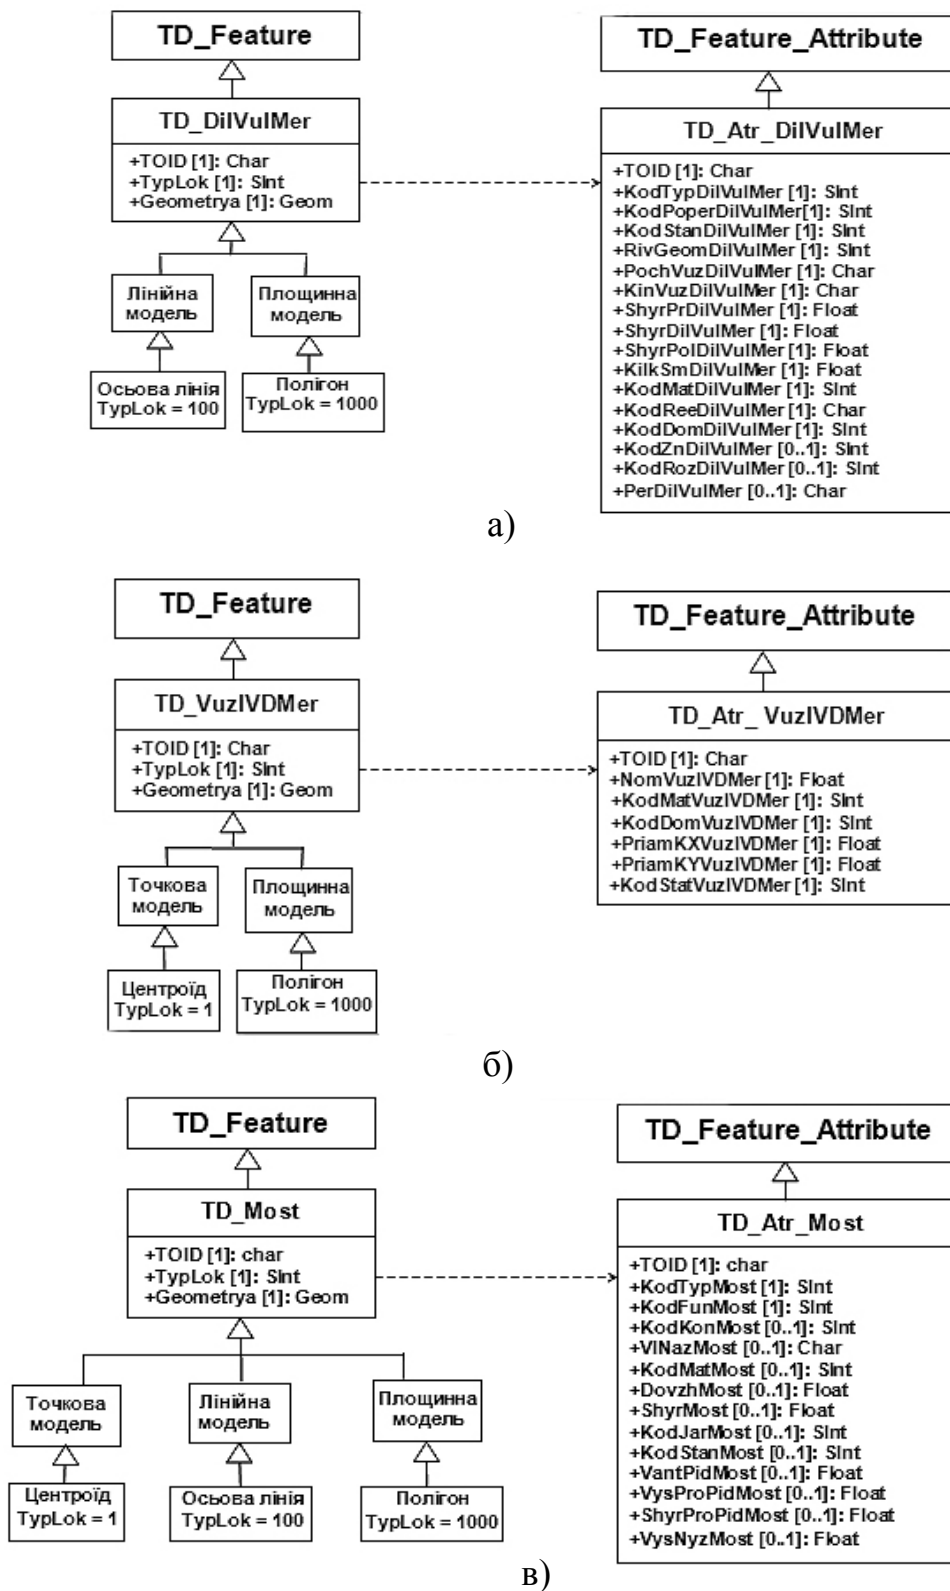 TD_Feature
TD_DilVulMer
+TOID [1]: Char
+TypLok [1]: SInt
+Geometrya [1]: Geom
Лінійна
модель
Площинна
модель
Осьова лінія
TypLok = 100
Полігон
TypLok = 1000
TD_Feature_Attribute
TD_Atr_DilVulMer
+TOID [1]: Char
+KodTypDilVulMer [1]: SInt
+KodPoperDilVulMer[1]: SInt
+KodStanDilVulMer [1]: SInt
+RivGeomDilVulMer [1]: SInt
+PochVuzDilVulMer [1]: Char
+KinVuzDilVulMer [1]: Char
+ShyrPrDilVulMer [1]: Float
+ShyrDilVulMer [1]: Float
+ShyrPolDilVulMer [1]: Float
+KilkSmDilVulMer [1]: Float
+KodMatDilVulMer [1]: SInt
+KodReeDilVulMer [1]: Char
+KodDomDilVulMer [1]: SInt
+KodZnDilVulMer [0..1]: SInt
+KodRozDilVulMer [0..1]: SInt
+PerDilVulMer [0..1]: Char
а)
TD_Feature
TD_VuzlVDMer
+TOID [1]: Char
+TypLok [1]: SInt
+Geometrya [1]: Geom
Точкова
модель
Площинна
модель
Центроїд
TypLok = 1
Полігон
TypLok = 1000
TD_Feature_Attribute
TD_Atr_ VuzlVDMer
+TOID [1]: Char
+NomVuzlVDMer [1]: Float
+KodMatVuzlVDMer [1]: SInt
+KodDomVuzlVDMer [1]: SInt
+PriamKXVuzlVDMer [1]: Float
+PriamKYVuzlVDMer [1]: Float
+KodStatVuzlVDMer [1]: SInt
б)
TD_Feature
TD_Most
+TOID [1]: char
+TypLok [1]: SInt
+Geometrya [1]: Geom
Точкова
модель
Лінійна
модель
Площинна
модель
Центроїд
TypLok = 1
Осьова лінія
TypLok = 100
Полігон
TypLok = 1000
TD_Feature_Attribute
TD_Atr_Most
+TOID [1]: char
+KodTypMost [1]: SInt
+KodFunMost [1]: SInt
+KodKonMost [0..1]: SInt
+VlNazMost [0..1]: Char
+KodMatMost [0..1]: SInt
+DovzhMost [0..1]: Float
+ShyrMost [0..1]: Float
+KodJarMost [0..1]: SInt
+KodStanMost [0..1]: SInt
+VantPidMost [0..1]: Float
+VysProPidMost [0..1]: Float
+ShyrProPidMost [0..1]: Float
+VysNyzMost [0..1]: Float
в)